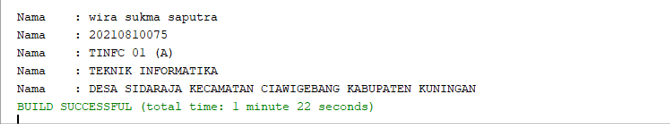 Nama    : wira sukma saputra
Nama    : 20210810075
Nama    : TINFC 01 (A)
Nama    : TEKNIK INFORMATIKA
Nama    : DESA SIDARAJA KECAMATAN CIAWIGEBANG KABUPATEN KUNINGAN
BUILD SUCCESSFUL (total time: 1 minute 22 seconds)